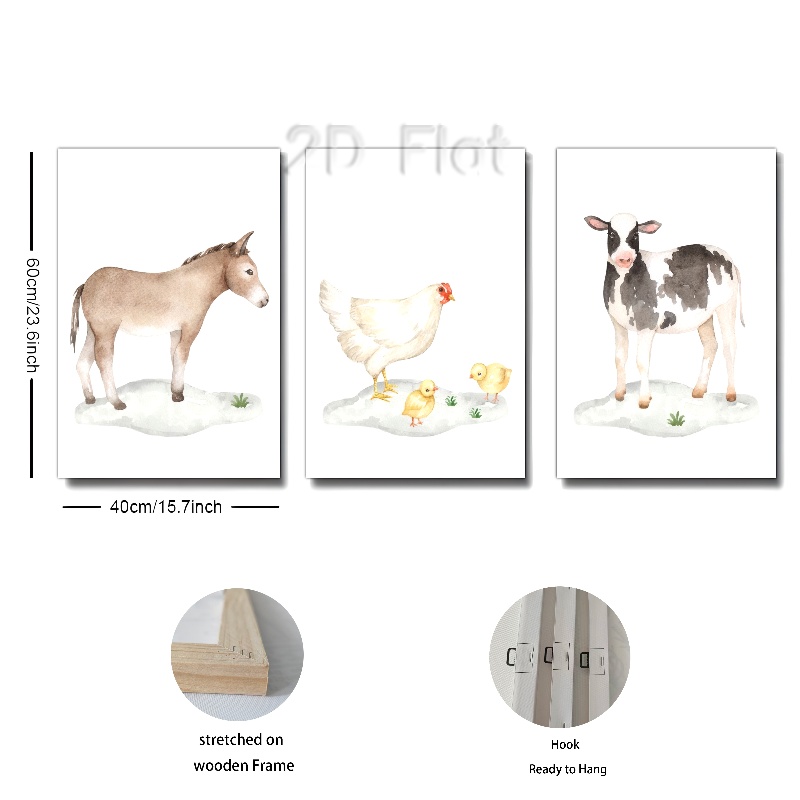 2D Flat
60cm/23.6inch
40cm/15.7inch
stretched on
wooden Frame
Hook
Ready to Hang